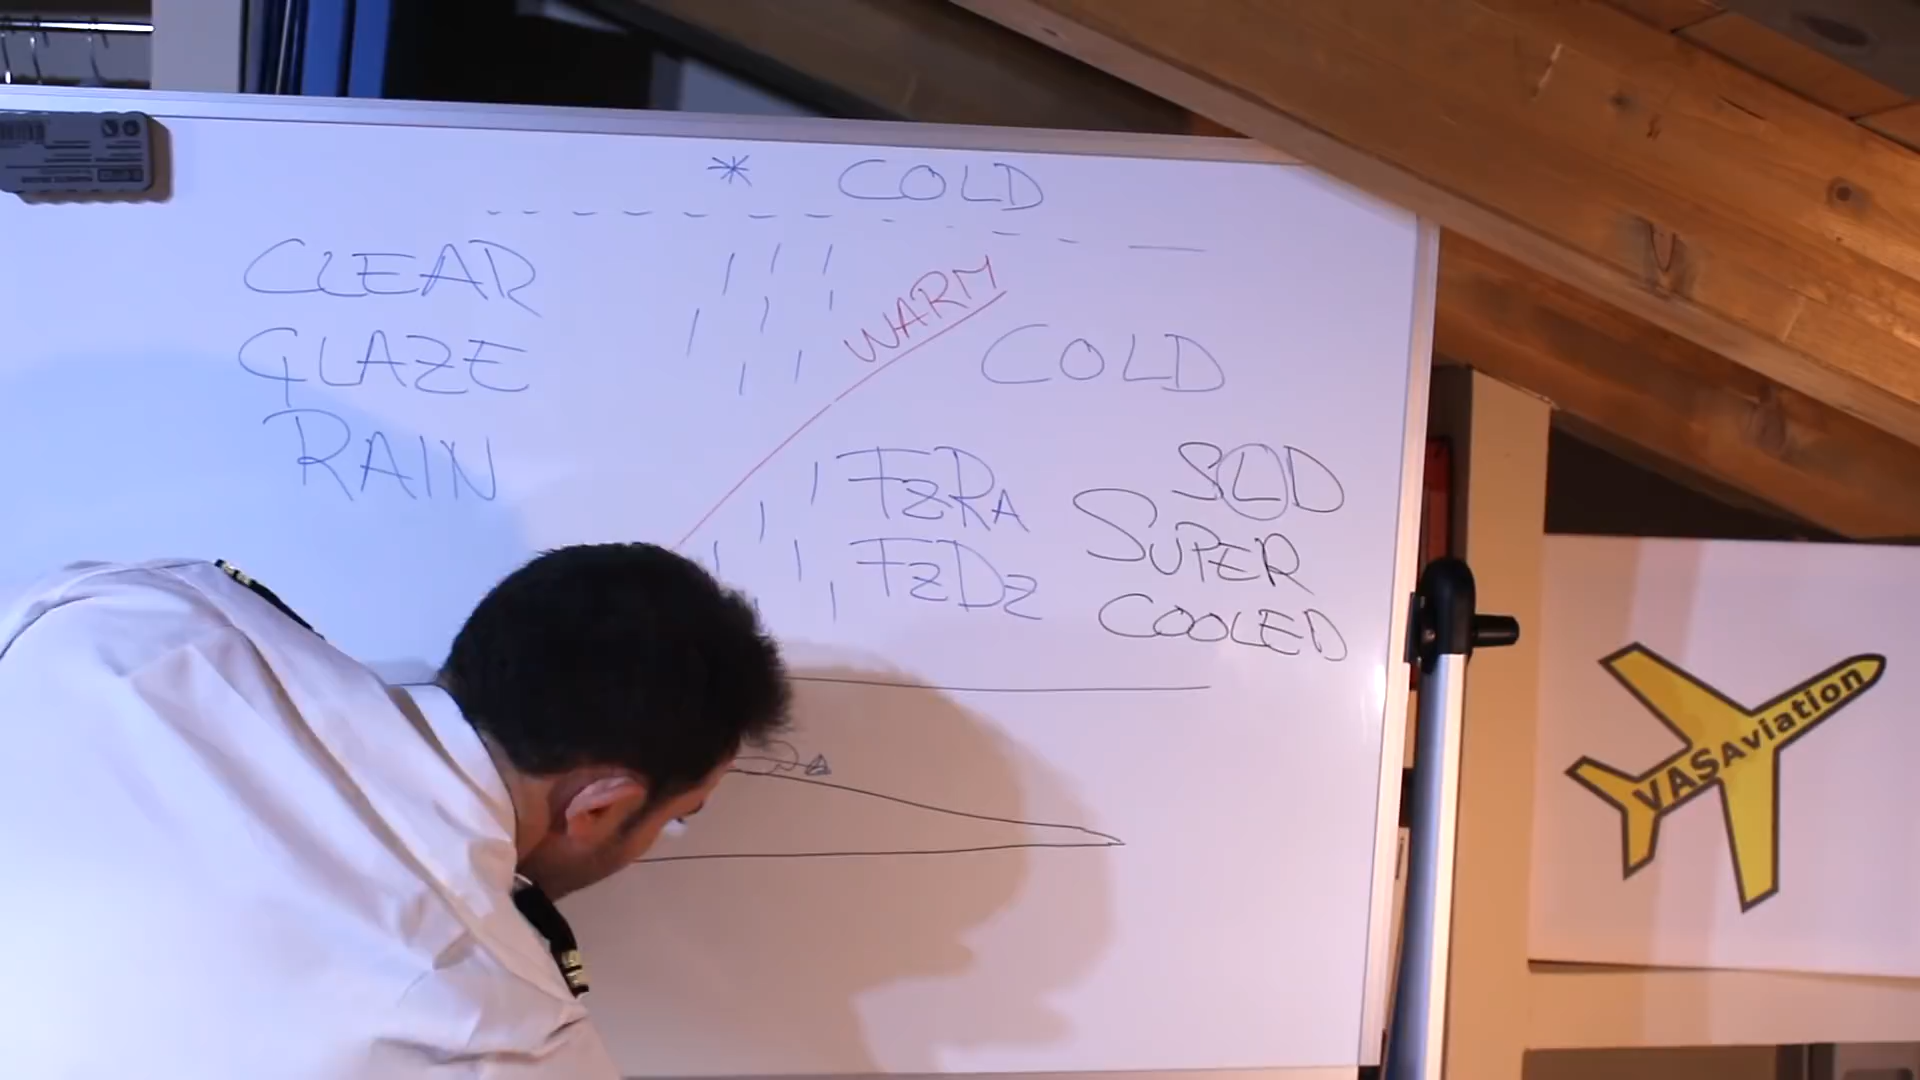 * COLD
CLEAR
GLAZE
RAIN
WARM
COLD
FZRA
FZDZ
SLD
SUPER
COOLED
VASAviation